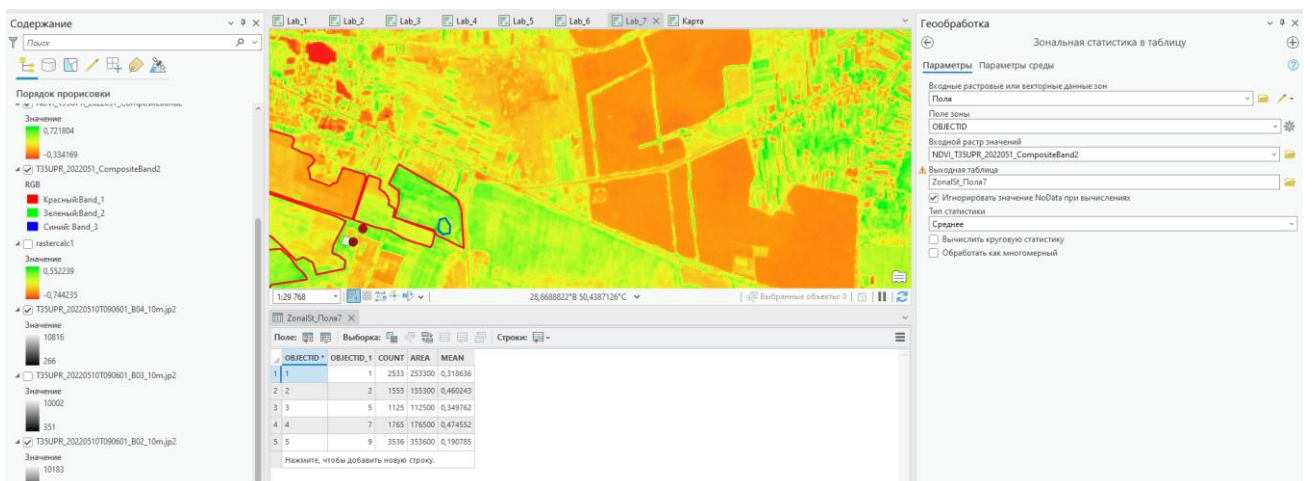 Содержание
Поиск
Порядок прорисовки
Значение
0,721804
-0,334169
T35UPR_2022051_CompositeBand2
RGB
Красный:Band_1
Зеленый:Band_2
Синий: Band_3
rastercalc1
Значение
0,552239
-0,744235
T35UPR_20220510T090601_B04_10m.jp2
Значение
10816
266
T35UPR_20220510T090601_B03_10m.jp2
Значение
10002
351
T35UPR_20220510T090601_B02_10m.jp2
Значение
10183
Lab_1 Lab_2 Lab_3 Lab_4 Lab_5 Lab_6 Lab_7 Карта
1:29 768 28,6688822°В 50,4387126°С Выбранные объекты: 0
ZonalSt_Поля7
Поле: Выборка: Строки:
OBJECTID * OBJECTID_1 COUNT AREA MEAN
1 1 1 2533 253300 0,318636
2 2 2 1553 155300 0,460243
3 3 5 1125 112500 0,349762
4 4 7 1765 176500 0,474552
5 5 9 3536 353600 0,190785
Нажмите, чтобы добавить новую строку.
Геообработка
Зональная статистика в таблицу
Параметры Параметры среды
Входные растровые или векторные данные зон
Поля
Поле зоны
OBJECTID
Входной растр значений
NDVI_T35UPR_2022051_CompositeBand2
Выходная таблица
ZonalSt_Поля7
Игнорировать значение NoData при вычислениях
Тип статистики
Среднее
Вычислить круговую статистику
Обработать как многомерный